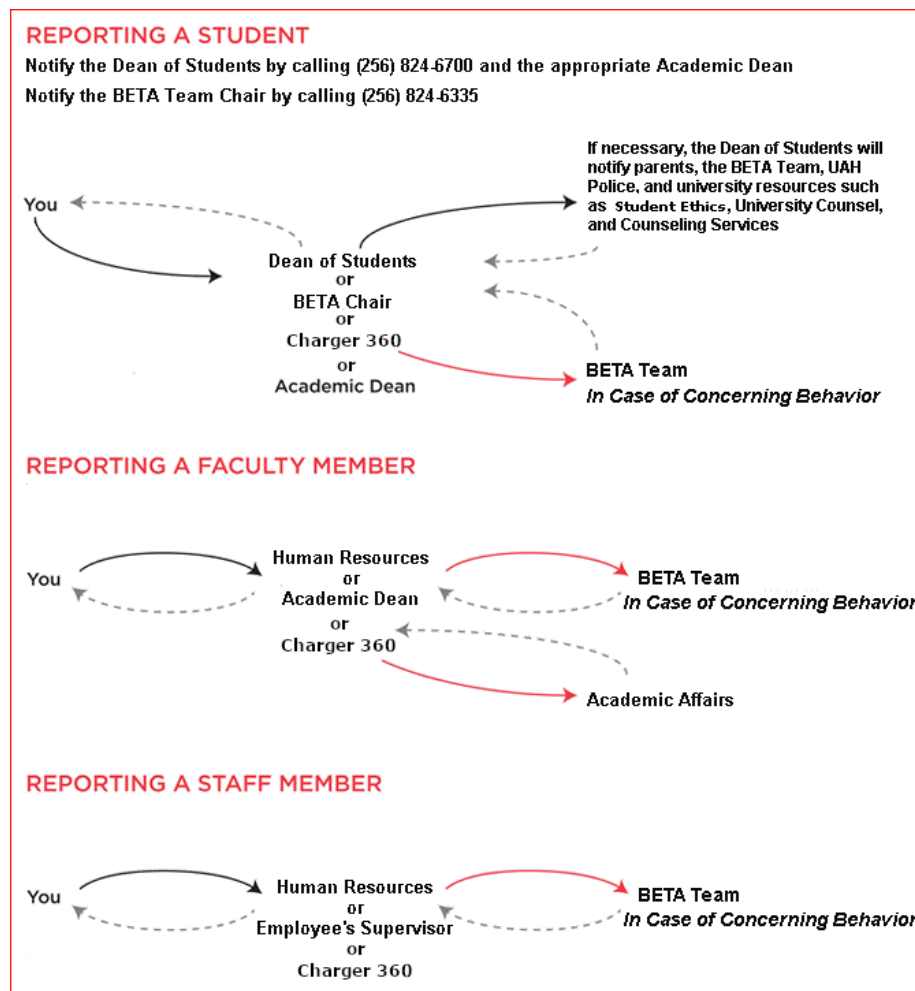 REPORTING A STUDENT
Notify the Dean of Students by calling (256) 824-6700 and the appropriate Academic Dean
Notify the BETA Team Chair by calling (256) 824-6335
If necessary, the Dean of Students will
notify parents, the BETA Team, UAH
Police, and university resources such
as Student Ethics, University Counsel,
and Counseling Services
You
Dean of Students
or
BETA Chair
or
Charger 360
or
Academic Dean
BETA Team
In Case of Concerning Behavior
REPORTING A FACULTY MEMBER
You
Human Resources
or
Academic Dean
or
Charger 360
BETA Team
In Case of Concerning Behavior
Academic Affairs
REPORTING A STAFF MEMBER
You
Human Resources
or
Employee's Supervisor
or
Charger 360
BETA Team
In Case of Concerning Behavior